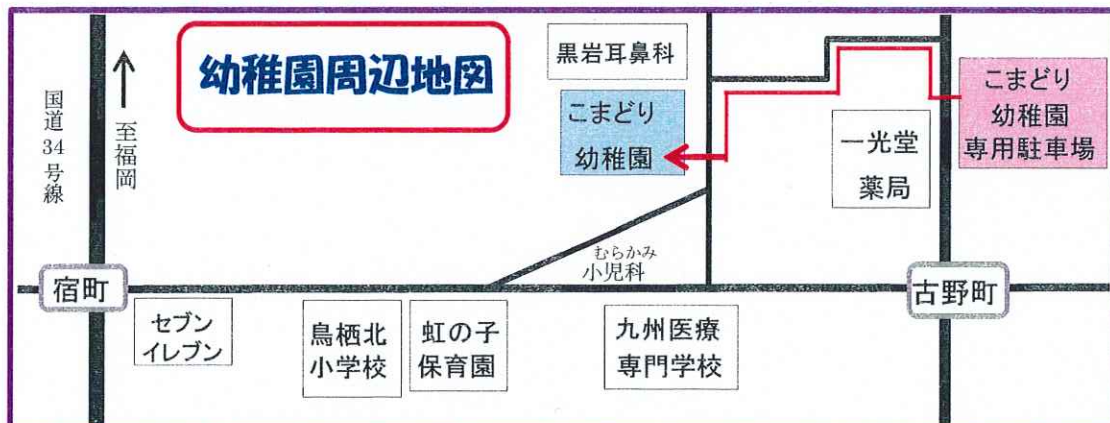 幼稚園周辺地図
国道34号線
至福岡
黒岩耳鼻科
こまどり
幼稚園
こまどり
幼稚園
専用駐車場
一光堂
薬局
むらかみ
小児科
宿町
古野町
セブン
イレブン
鳥栖北
小学校
虹の子
保育園
九州医療
専門学校